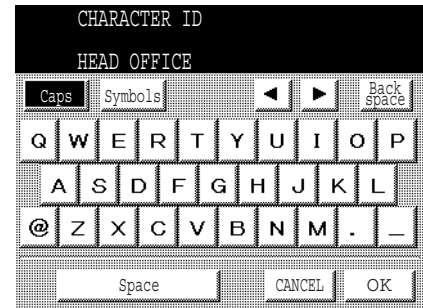 CHARACTER ID
HEAD OFFICE
Caps Symbols ◄ ► Back space
Q W E R T Y U I O P
A S D F G H J K L
@ Z X C V B N M . _
Space CANCEL OK